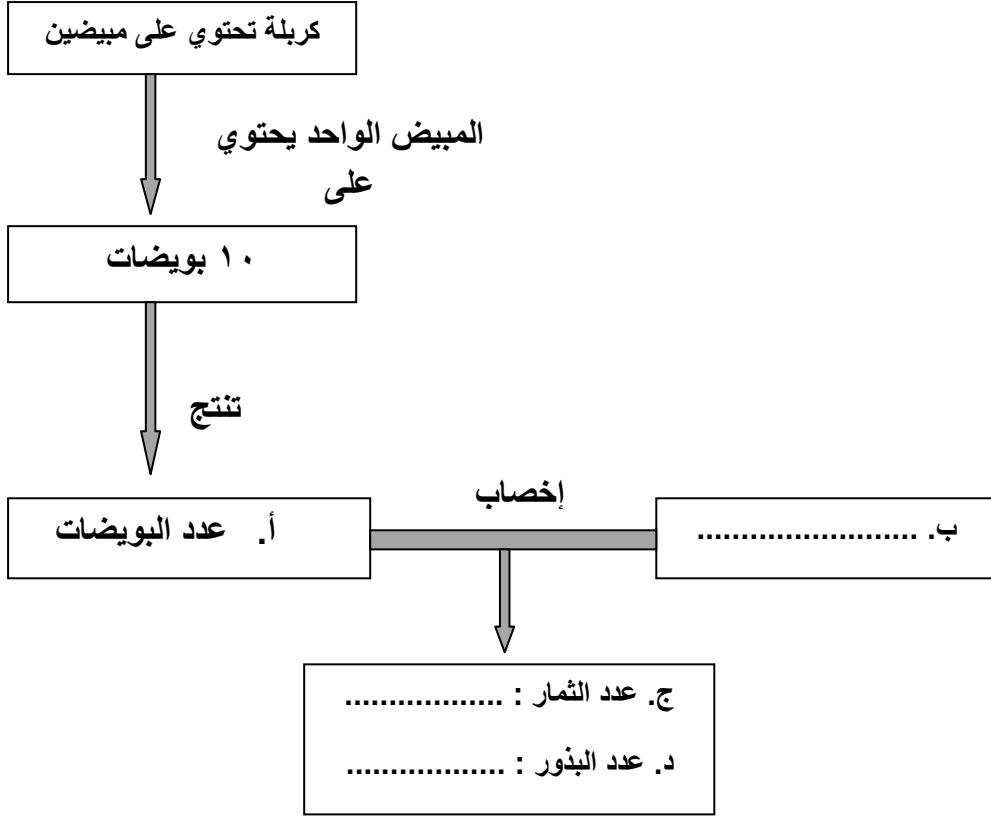 كربلة تحتوي على مبيضين
المبيض الواحد يحتوي
على
١٠ بويضات
تنتج
إخصاب
أ. عدد البويضات
ب. .........................
ج. عدد الثمار : ..................
د. عدد البذور : ..................